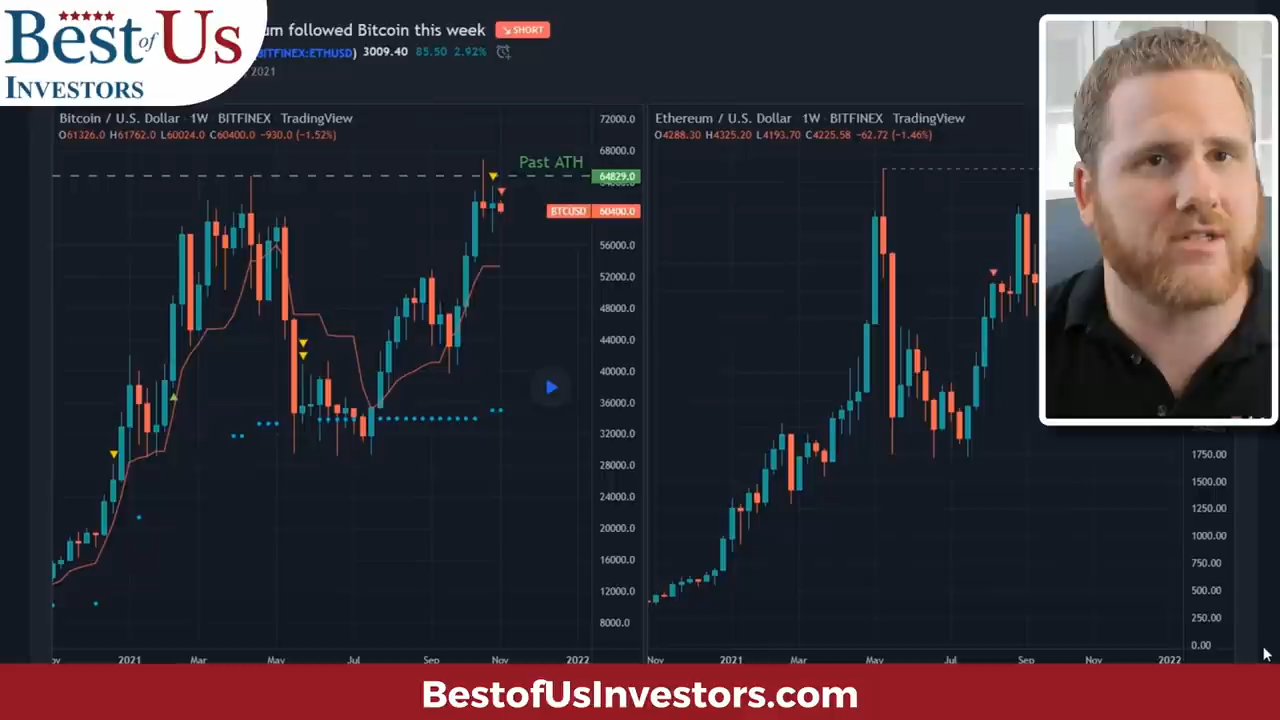 Best of Us
INVESTORS
um followed Bitcoin this week
SHORT
BITFINEX:ETHUSD) 3009.40 85.50 2.92%
, 2021
Bitcoin / U.S. Dollar · 1W · BITFINEX · TradingView
O61326.0 H61762.0 L60024.0 C60400.0 −930.0 (−1.52%)
72000.0
68000.0
Past ATH
64829.0
BTCUSD 60400.0
56000.0
52000.0
48000.0
44000.0
40000.0
36000.0
32000.0
28000.0
24000.0
20000.0
16000.0
12000.0
8000.0
2021 Mar May Jul Sep Nov 2022
Ethereum / U.S. Dollar · 1W · BITFINEX · TradingView
O4288.30 H4325.20 L4193.70 C4225.58 −62.72 (−1.46%)
1750.00
1500.00
1250.00
1000.00
750.00
500.00
250.00
0.00
Nov 2021 Mar May Jul Sep Nov 2022
BestofUsInvestors.com